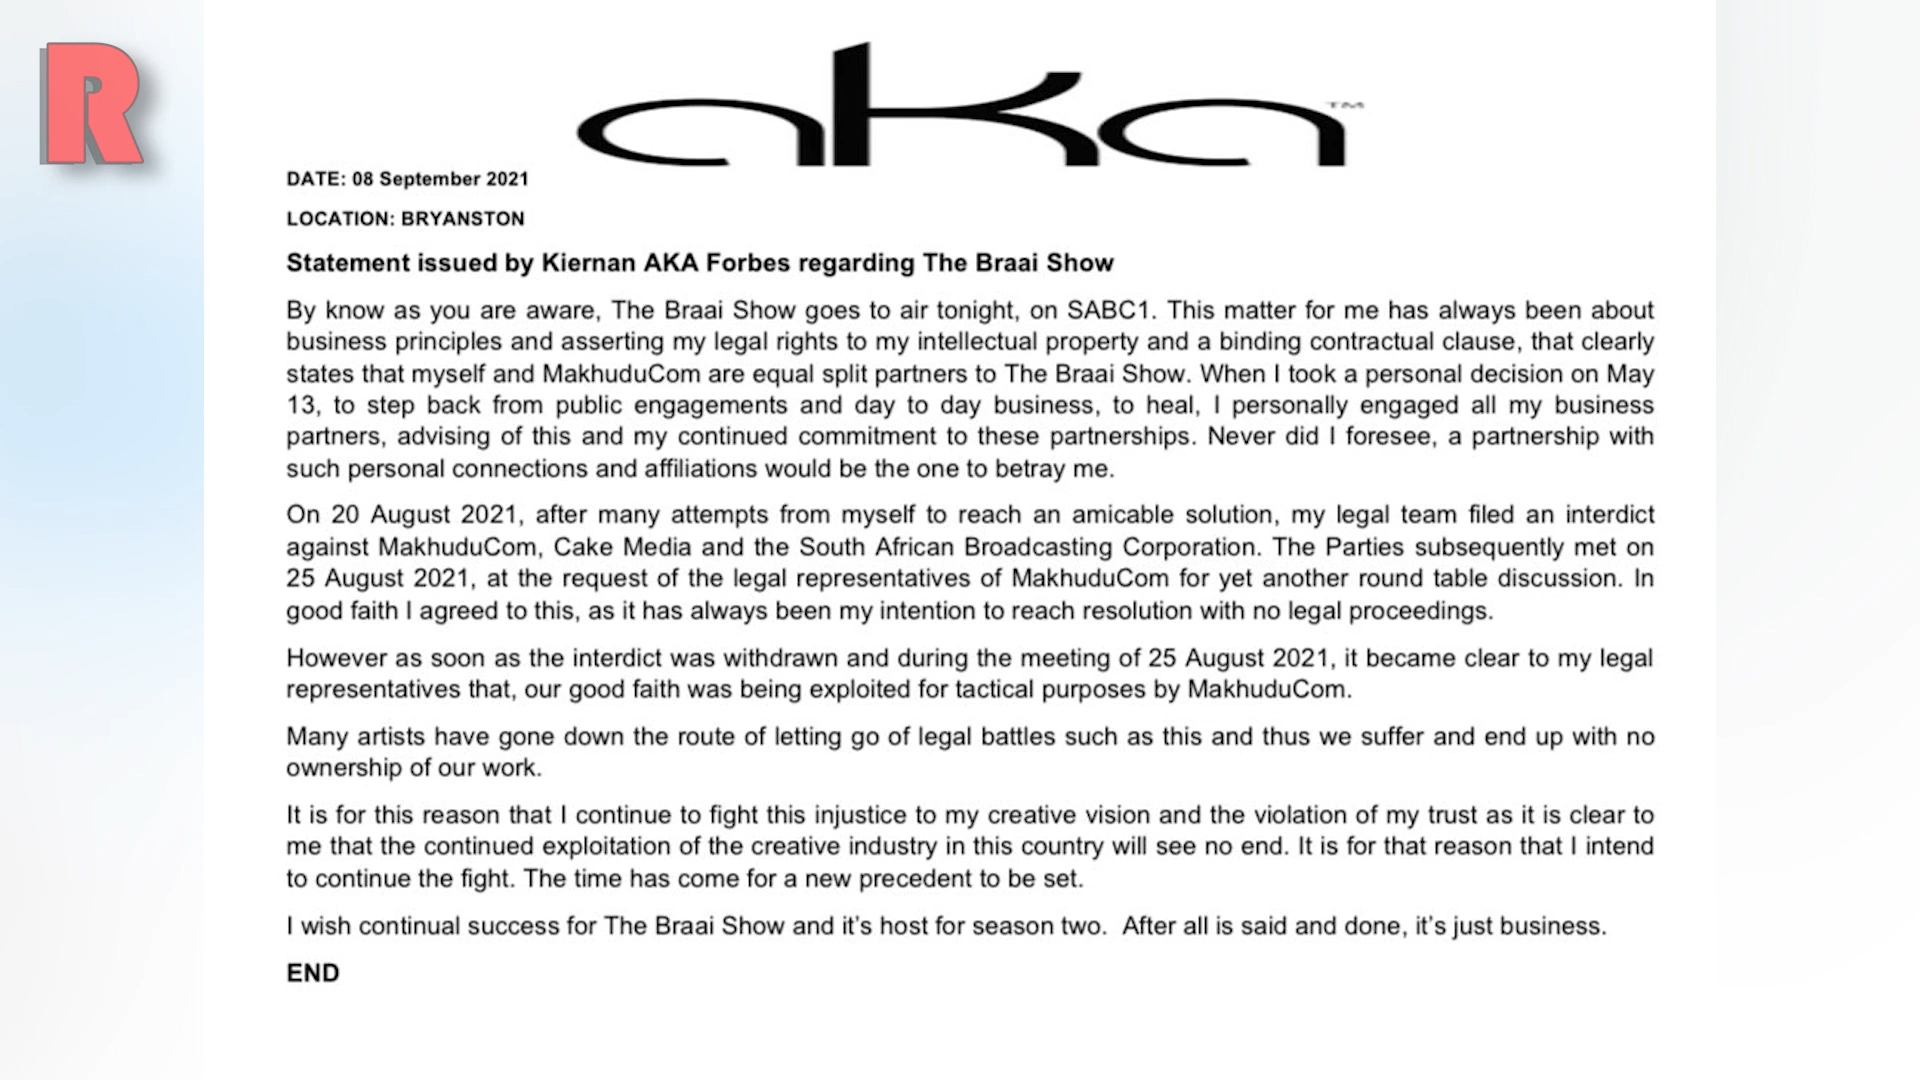 R
aka™
DATE: 08 September 2021
LOCATION: BRYANSTON
Statement issued by Kiernan AKA Forbes regarding The Braai Show
By know as you are aware, The Braai Show goes to air tonight, on SABC1. This matter for me has always been about
business principles and asserting my legal rights to my intellectual property and a binding contractual clause, that clearly
states that myself and MakhuduCom are equal split partners to The Braai Show. When I took a personal decision on May
13, to step back from public engagements and day to day business, to heal, I personally engaged all my business
partners, advising of this and my continued commitment to these partnerships. Never did I foresee, a partnership with
such personal connections and affiliations would be the one to betray me.
On 20 August 2021, after many attempts from myself to reach an amicable solution, my legal team filed an interdict
against MakhuduCom, Cake Media and the South African Broadcasting Corporation. The Parties subsequently met on
25 August 2021, at the request of the legal representatives of MakhuduCom for yet another round table discussion. In
good faith I agreed to this, as it has always been my intention to reach resolution with no legal proceedings.
However as soon as the interdict was withdrawn and during the meeting of 25 August 2021, it became clear to my legal
representatives that, our good faith was being exploited for tactical purposes by MakhuduCom.
Many artists have gone down the route of letting go of legal battles such as this and thus we suffer and end up with no
ownership of our work.
It is for this reason that I continue to fight this injustice to my creative vision and the violation of my trust as it is clear to
me that the continued exploitation of the creative industry in this country will see no end. It is for that reason that I intend
to continue the fight. The time has come for a new precedent to be set.
I wish continual success for The Braai Show and it's host for season two.  After all is said and done, it's just business.
END